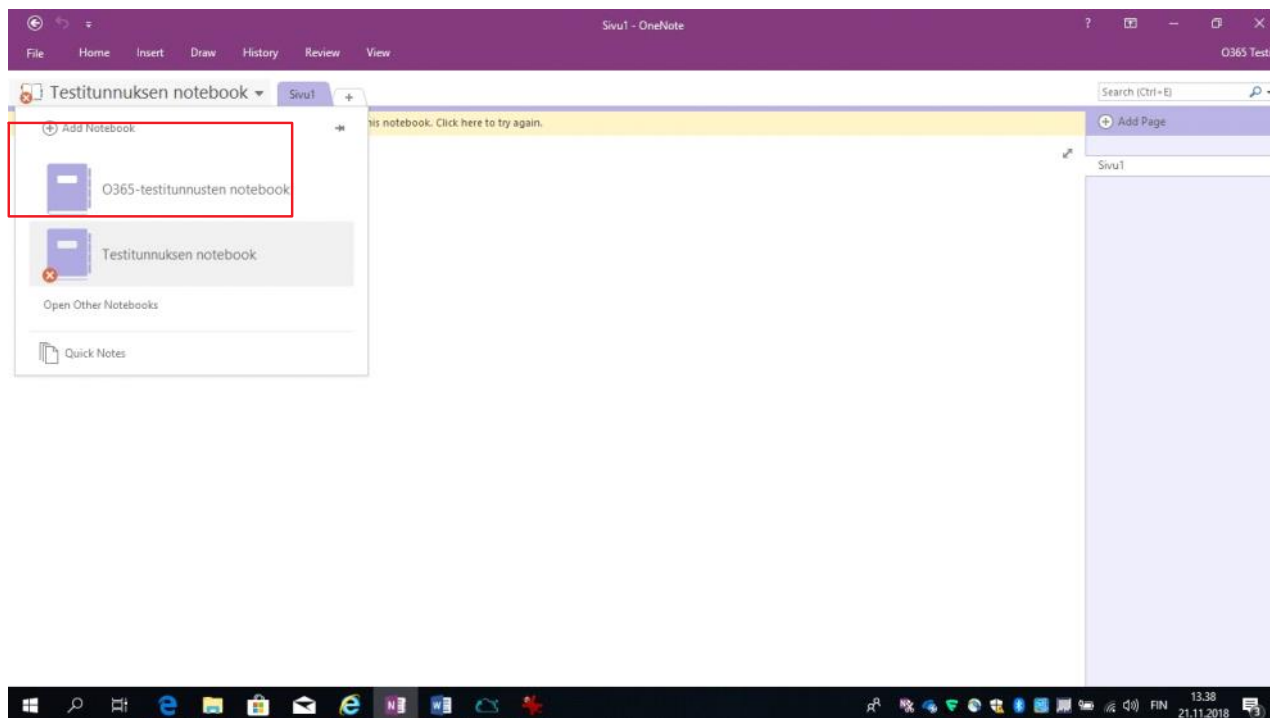 Sivu1 - OneNote
?
File Home Insert Draw History Review View
O365 Test
Testitunnuksen notebook
Sivu1
+
Search (Ctrl+E)
Add Notebook
his notebook. Click here to try again.
Add Page
O365-testitunnusten notebook
Sivu1
Testitunnuksen notebook
Open Other Notebooks
Quick Notes
FIN
13.38
21.11.2018
3